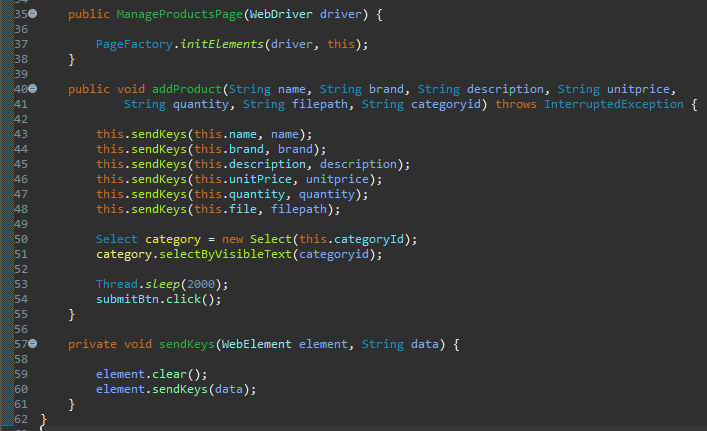 35 public ManageProductsPage(WebDriver driver) {
36
37 PageFactory.initElements(driver, this);
38 }
39
40 public void addProduct(String name, String brand, String description, String unitprice,
41 String quantity, String filepath, String categoryid) throws InterruptedException {
42
43 this.sendKeys(this.name, name);
44 this.sendKeys(this.brand, brand);
45 this.sendKeys(this.description, description);
46 this.sendKeys(this.unitPrice, unitprice);
47 this.sendKeys(this.quantity, quantity);
48 this.sendKeys(this.file, filepath);
49
50 Select category = new Select(this.categoryId);
51 category.selectByVisibleText(categoryid);
52
53 Thread.sleep(2000);
54 submitBtn.click();
55 }
56
57 private void sendKeys(WebElement element, String data) {
58
59 element.clear();
60 element.sendKeys(data);
61 }
62 }